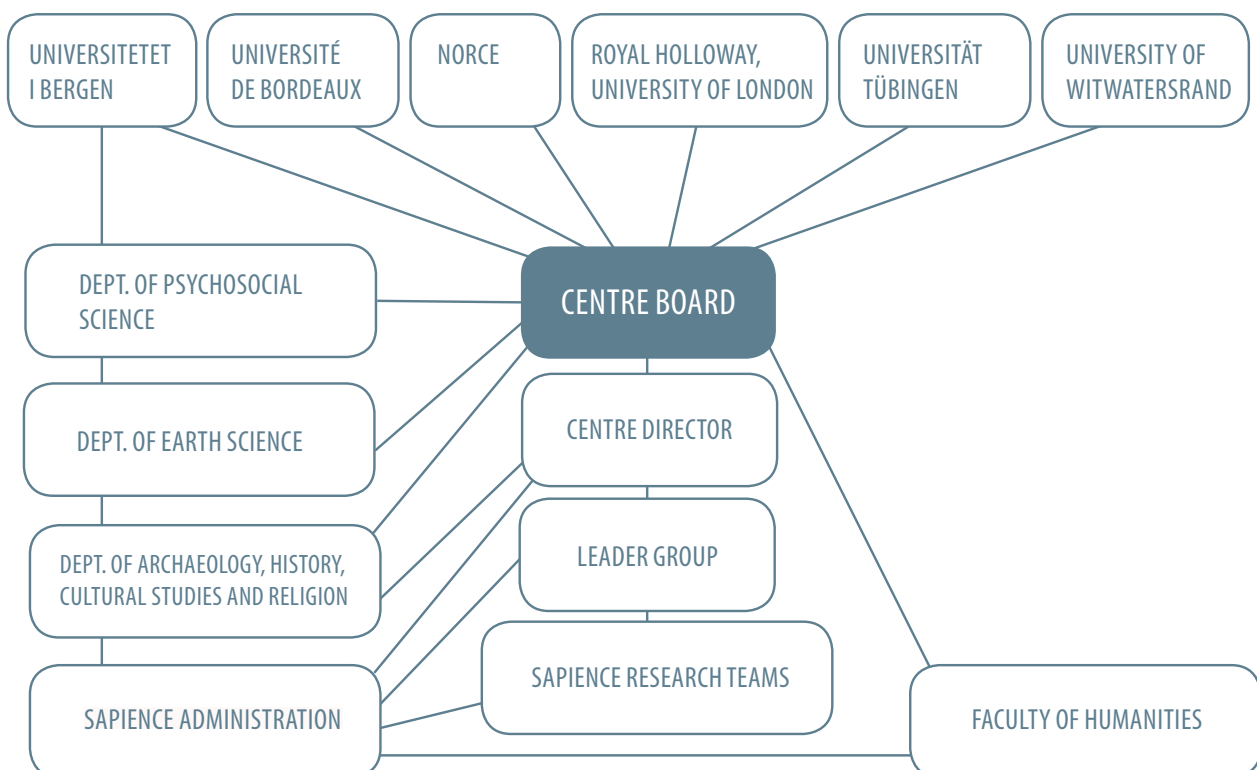 UNIVERSITETET
I BERGEN
UNIVERSITÉ
DE BORDEAUX
NORCE
ROYAL HOLLOWAY,
UNIVERSITY OF LONDON
UNIVERSITÄT
TÜBINGEN
UNIVERSITY OF
WITWATERSRAND
DEPT. OF PSYCHOSOCIAL
SCIENCE
CENTRE BOARD
DEPT. OF EARTH SCIENCE
CENTRE DIRECTOR
DEPT. OF ARCHAEOLOGY, HISTORY,
CULTURAL STUDIES AND RELIGION
LEADER GROUP
SAPIENCE RESEARCH TEAMS
SAPIENCE ADMINISTRATION
FACULTY OF HUMANITIES